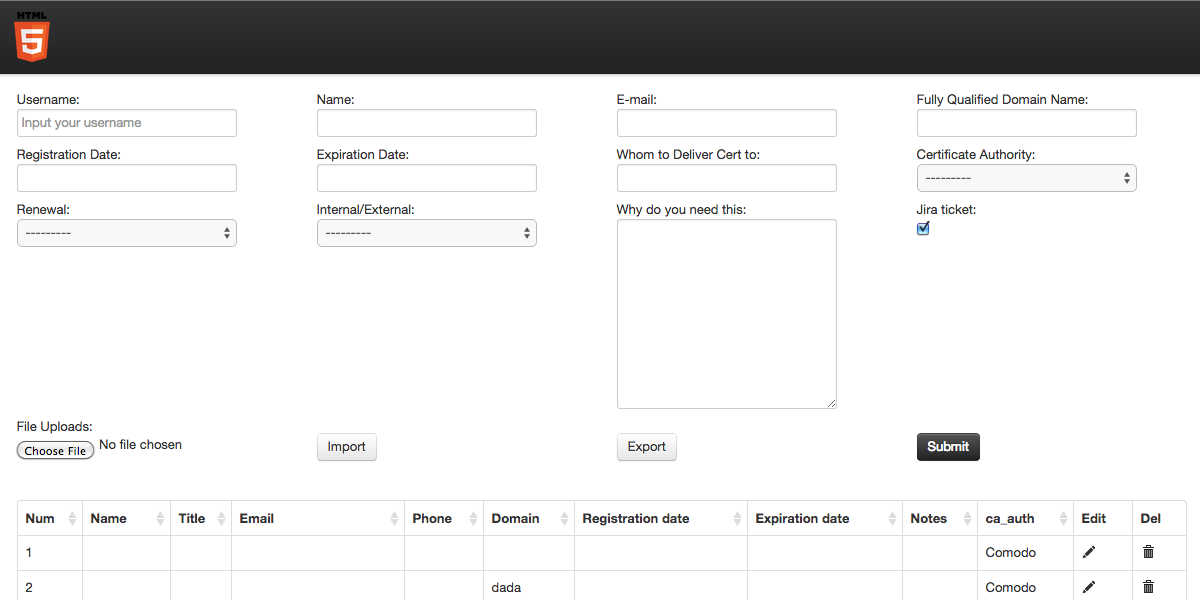 HTML
5
Username: Name: E-mail: Fully Qualified Domain Name:
Input your username
Registration Date: Expiration Date: Whom to Deliver Cert to: Certificate Authority:
---------
Renewal: Internal/External: Why do you need this: Jira ticket:
--------- ---------
File Uploads:
Choose File No file chosen Import Export Submit
Num Name Title Email Phone Domain Registration date Expiration date Notes ca_auth Edit Del
1 Comodo
2 dada Comodo